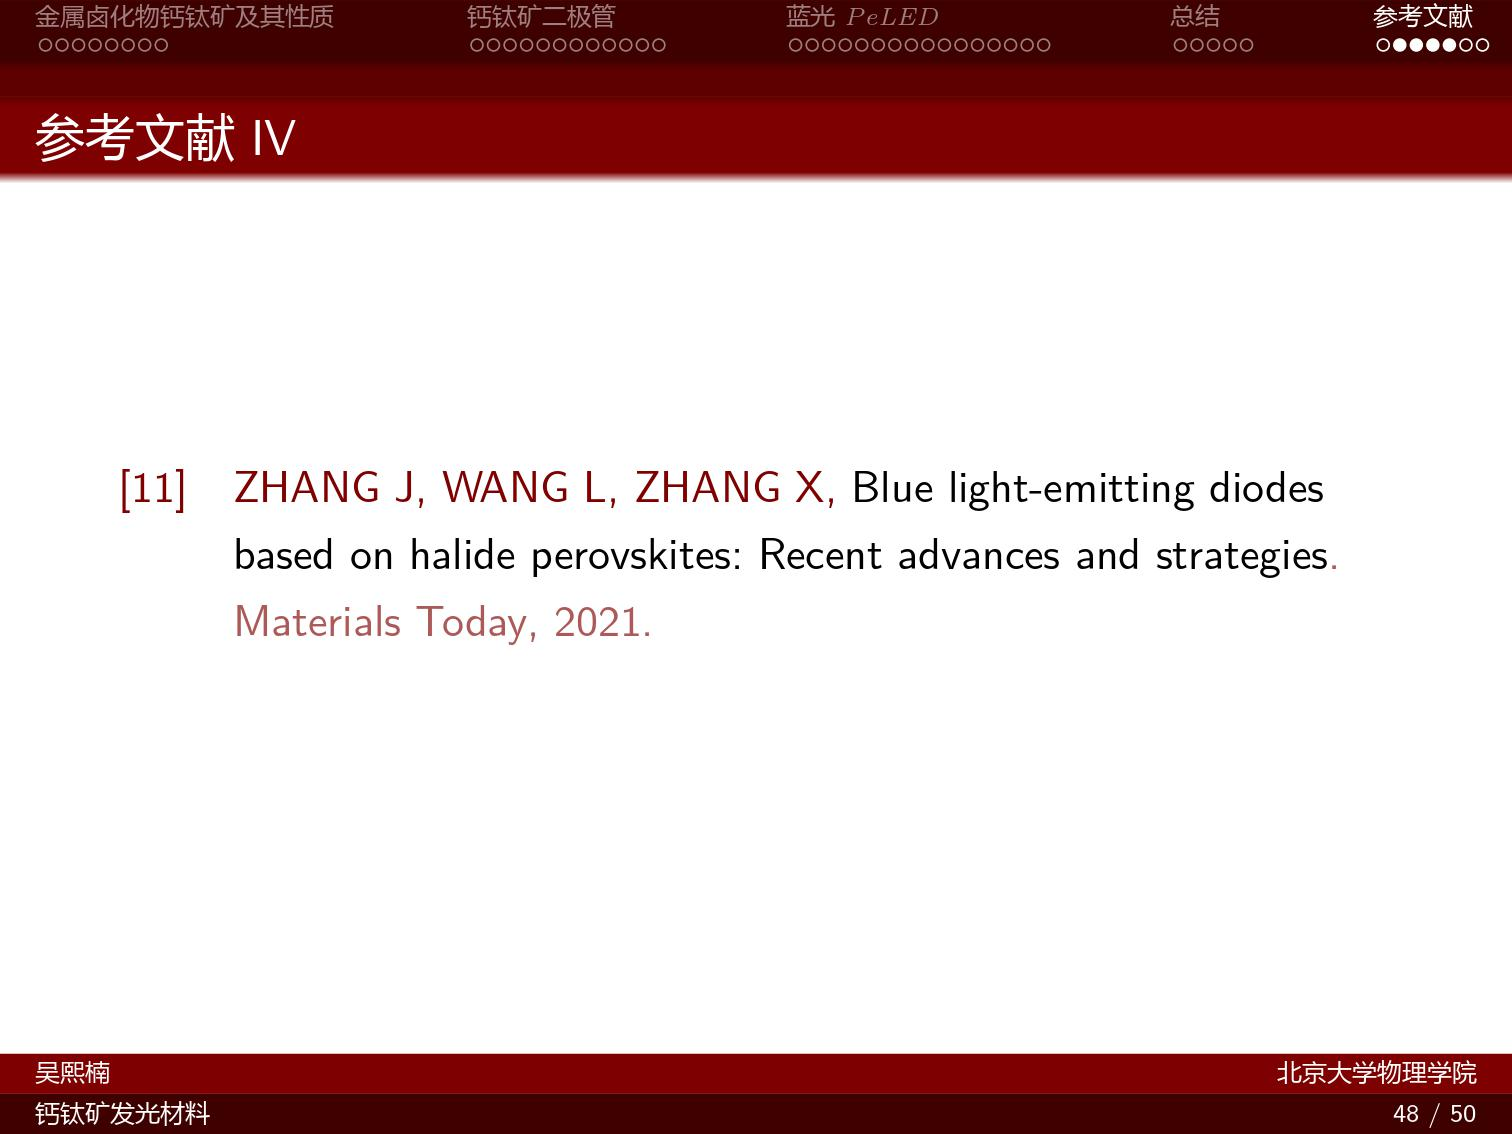 金属卤化物钙钛矿及其性质 钙钛矿二极管 蓝光 PeLED 总结 参考文献
参考文献 IV
[11] ZHANG J, WANG L, ZHANG X, Blue light-emitting diodes
based on halide perovskites: Recent advances and strategies.
Materials Today, 2021.
吴熙楠 北京大学物理学院
钙钛矿发光材料 48 / 50